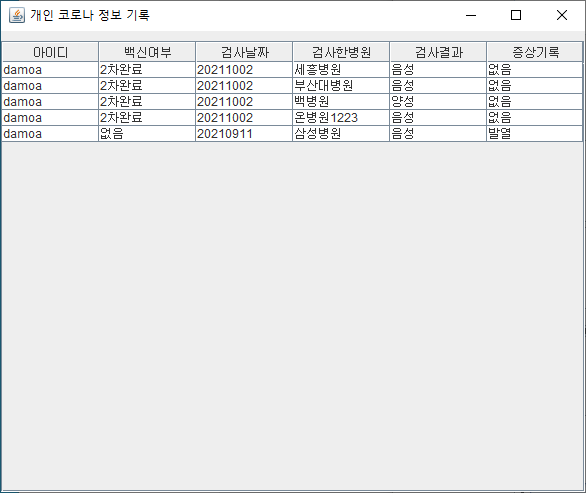 개인 코로나 정보 기록
아이디 백신여부 검사날짜 검사한병원 검사결과 증상기록
damoa 2차완료 20211002 세흥병원 음성 없음
damoa 2차완료 20211002 부산대병원 음성 없음
damoa 2차완료 20211002 백병원 양성 없음
damoa 2차완료 20211002 온병원1223 음성 없음
damoa 없음 20210911 삼성병원 음성 발열